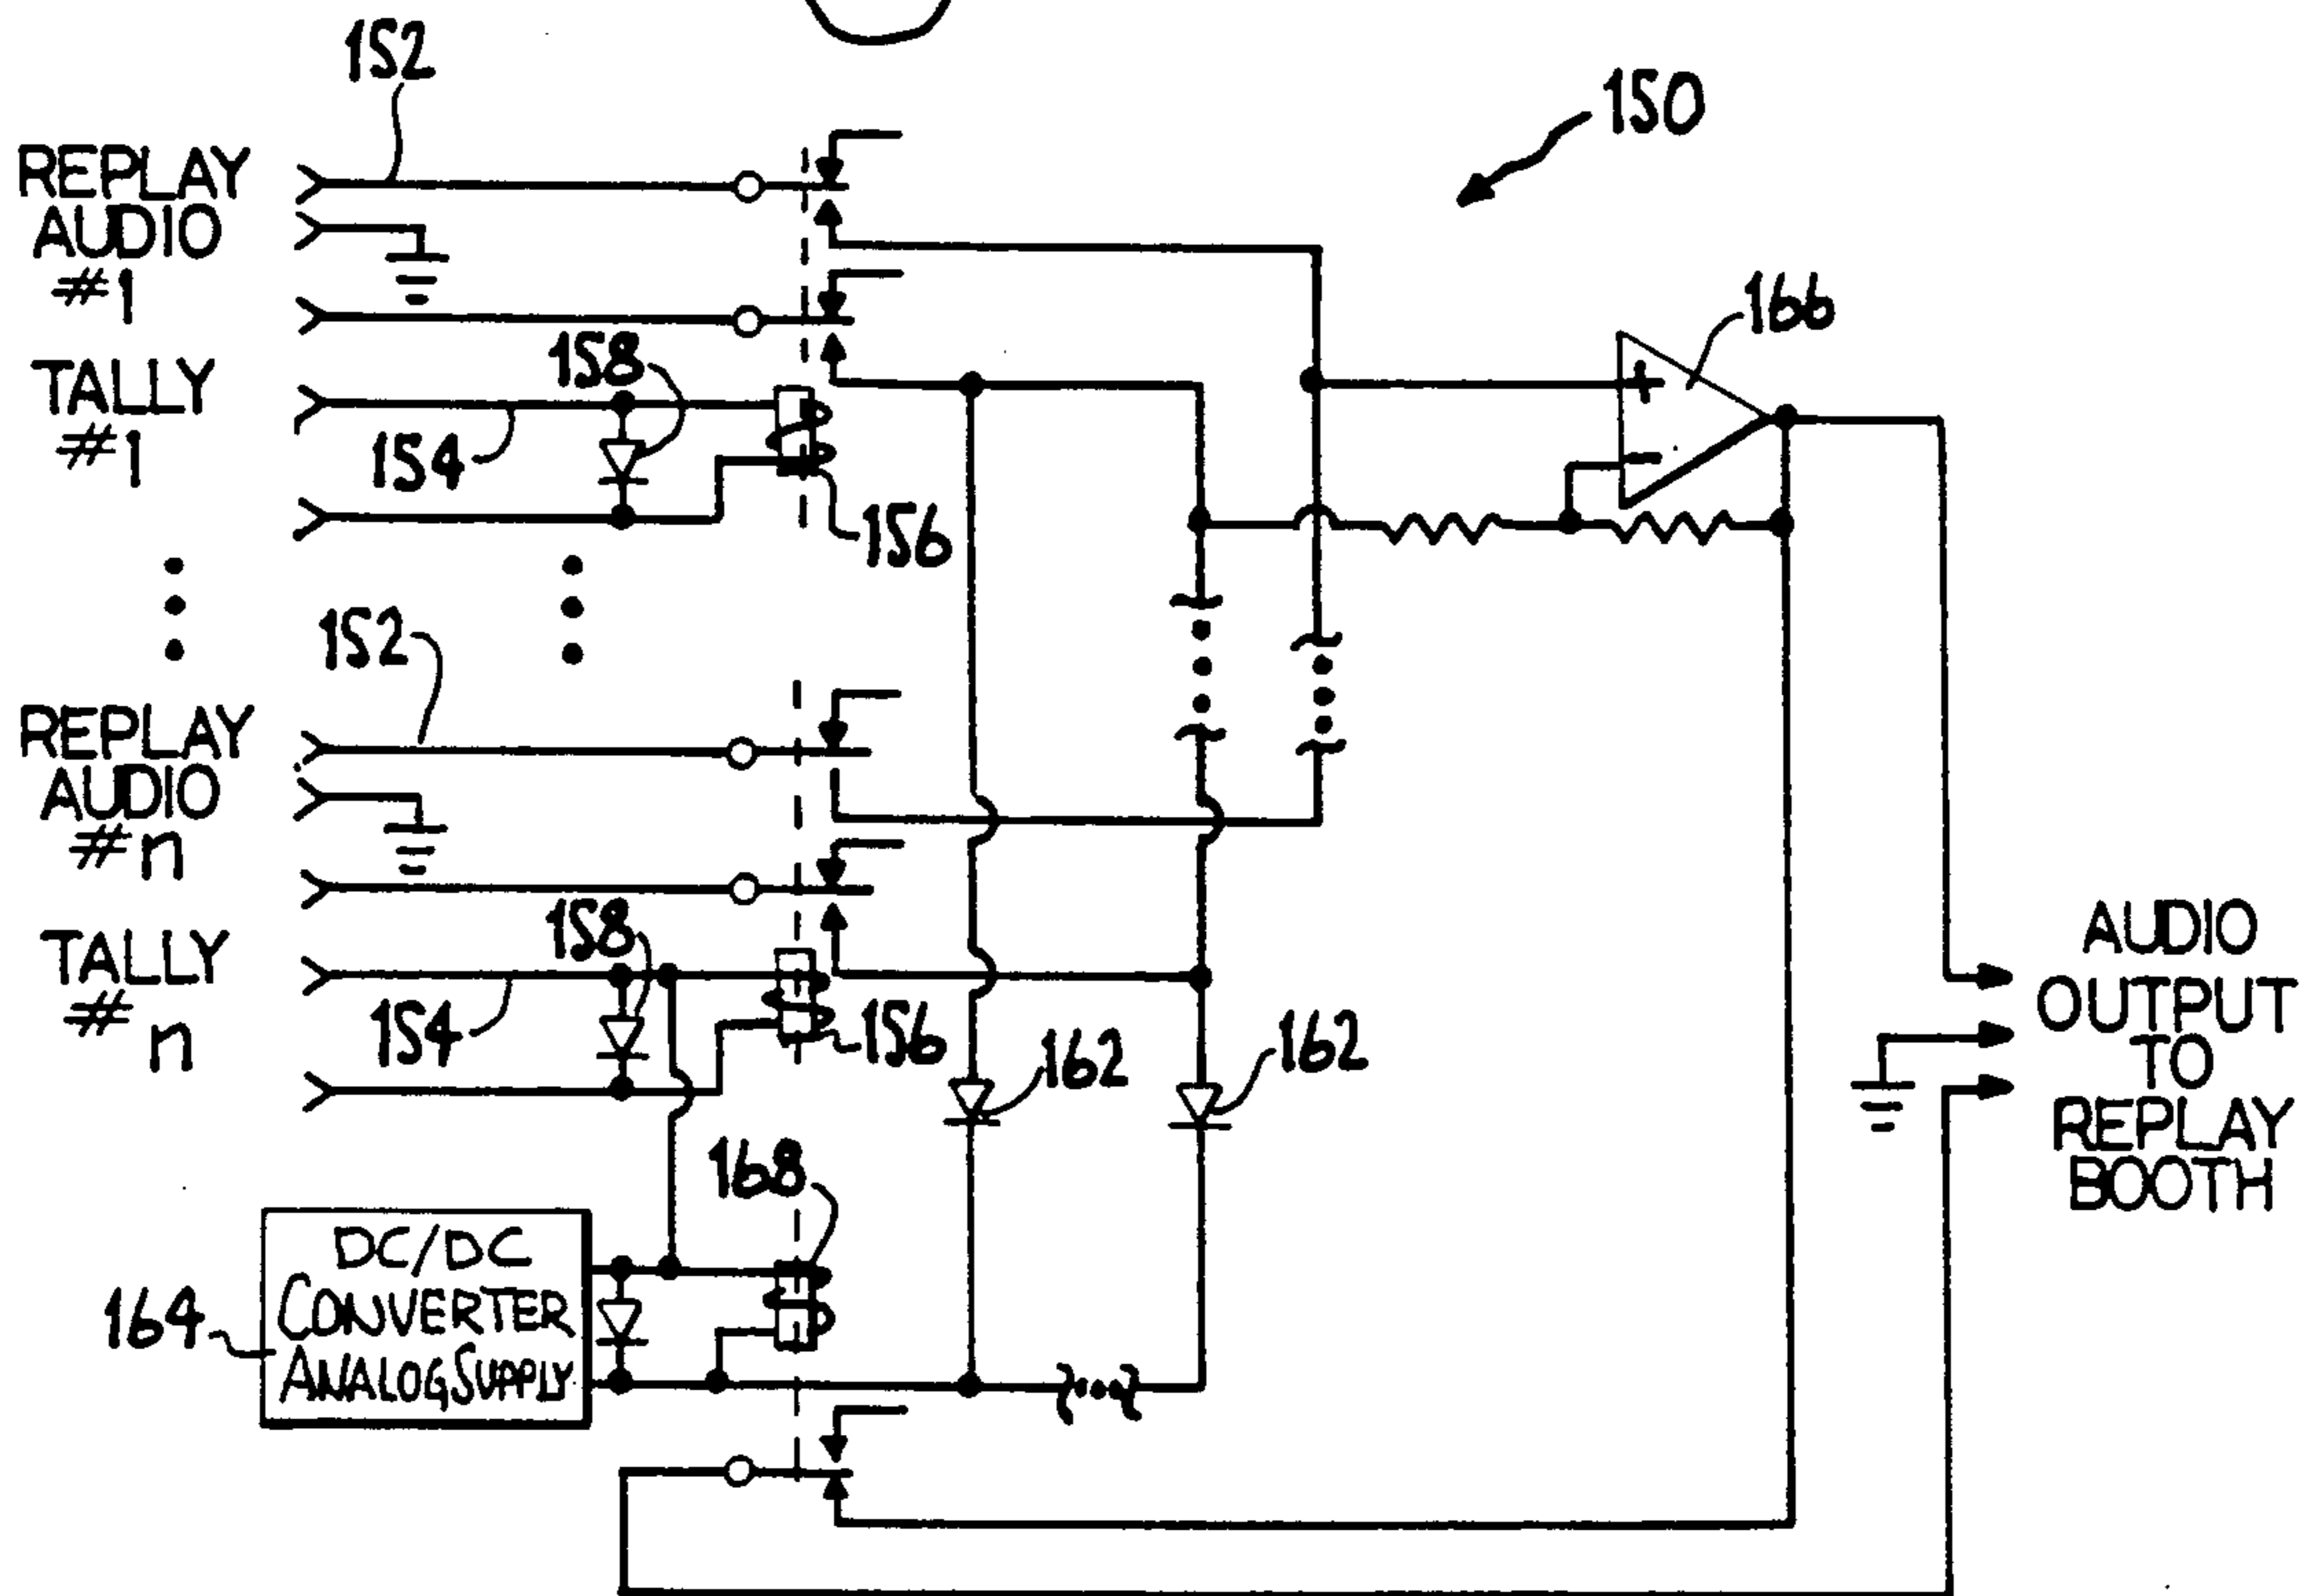 152
150
REPLAY
AUDIO
#1
166
158
TALLY
#1
154
156
152
REPLAY
AUDIO
#n
158
TALLY
#n
154
156
162
162
AUDIO
OUTPUT
TO
REPLAY
BOOTH
168
DC/DC
CONVERTER
ANALOG SUPPLY
164
+
−